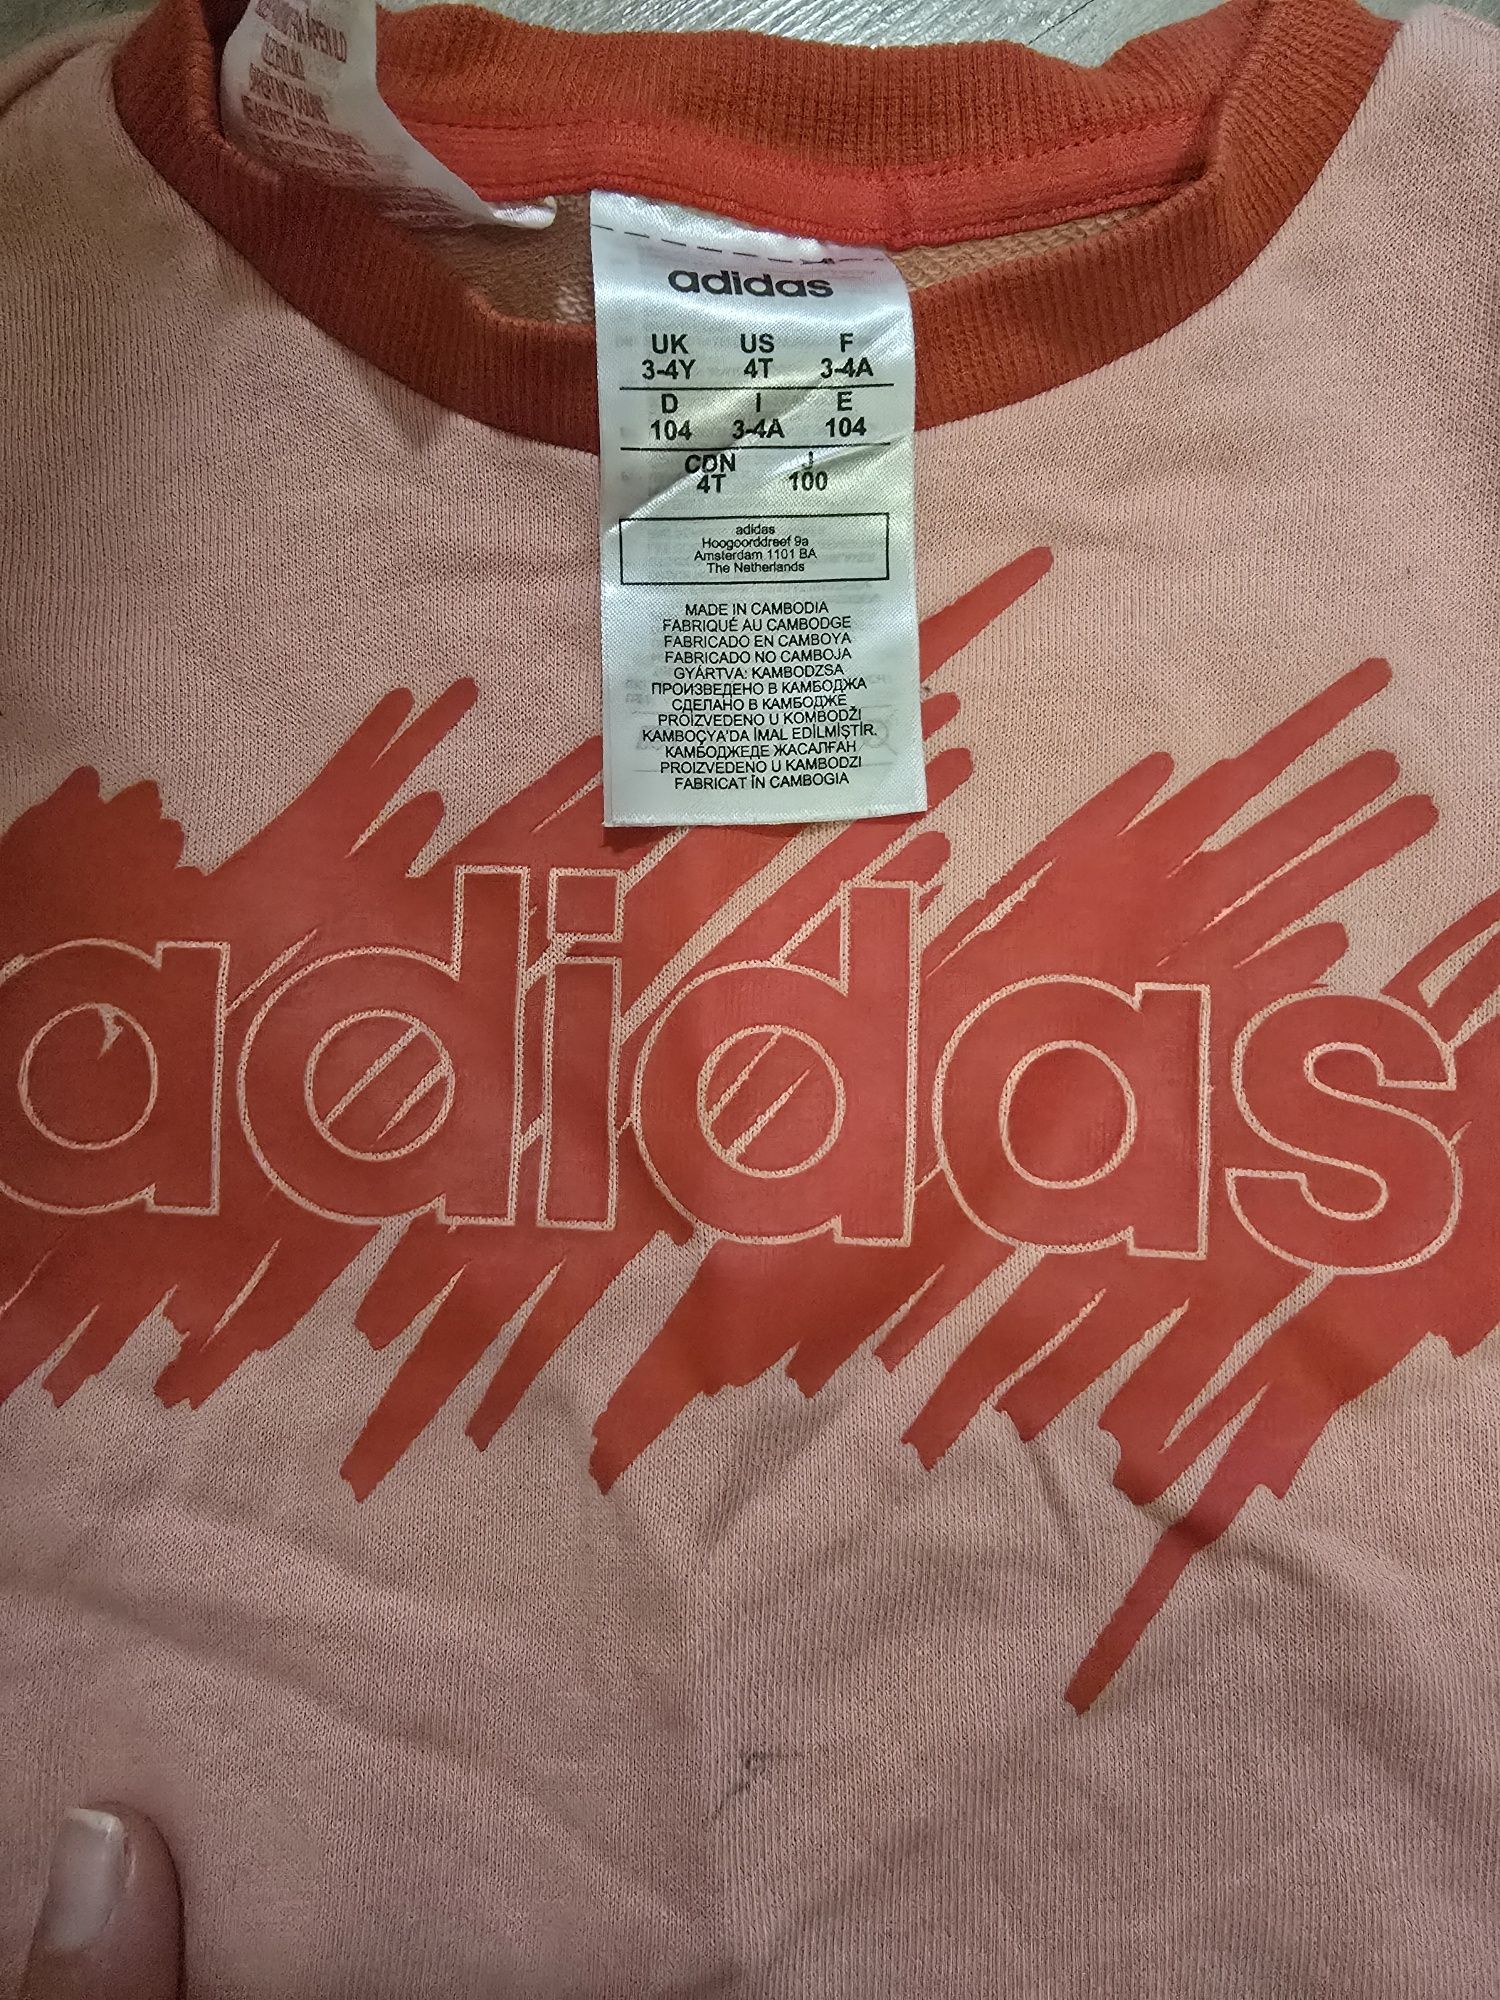 adidas
UK US F
3-4Y 4T 3-4A
D I E
104 3-4A 104
CDN J
4T 100
adidas
Hoogoorddreef 9a
Amsterdam 1101 BA
The Netherlands
MADE IN CAMBODIA
FABRIQUÉ AU CAMBODGE
FABRICADO EN CAMBOYA
FABRICADO NO CAMBOJA
GYÁRTVA: KAMBODZSA
ПРОИЗВЕДЕНО В КАМБОДЖА
СДЕЛАНО В КАМБОДЖЕ
PROIZVEDENO U KOMBODŽI
KAMBOÇYA'DA İMAL EDİLMİŞTİR.
КАМБОДЖЕДЕ ЖАСАЛҒАН
PROIZVEDENO U KAMBODZI
FABRICAT ÎN CAMBOGIA
adidas